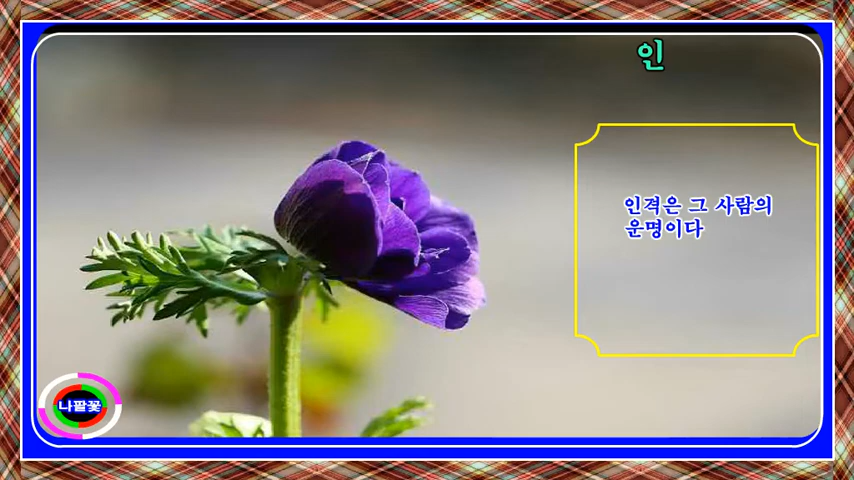 인
인격은 그 사람의
운명이다
나팔꽃